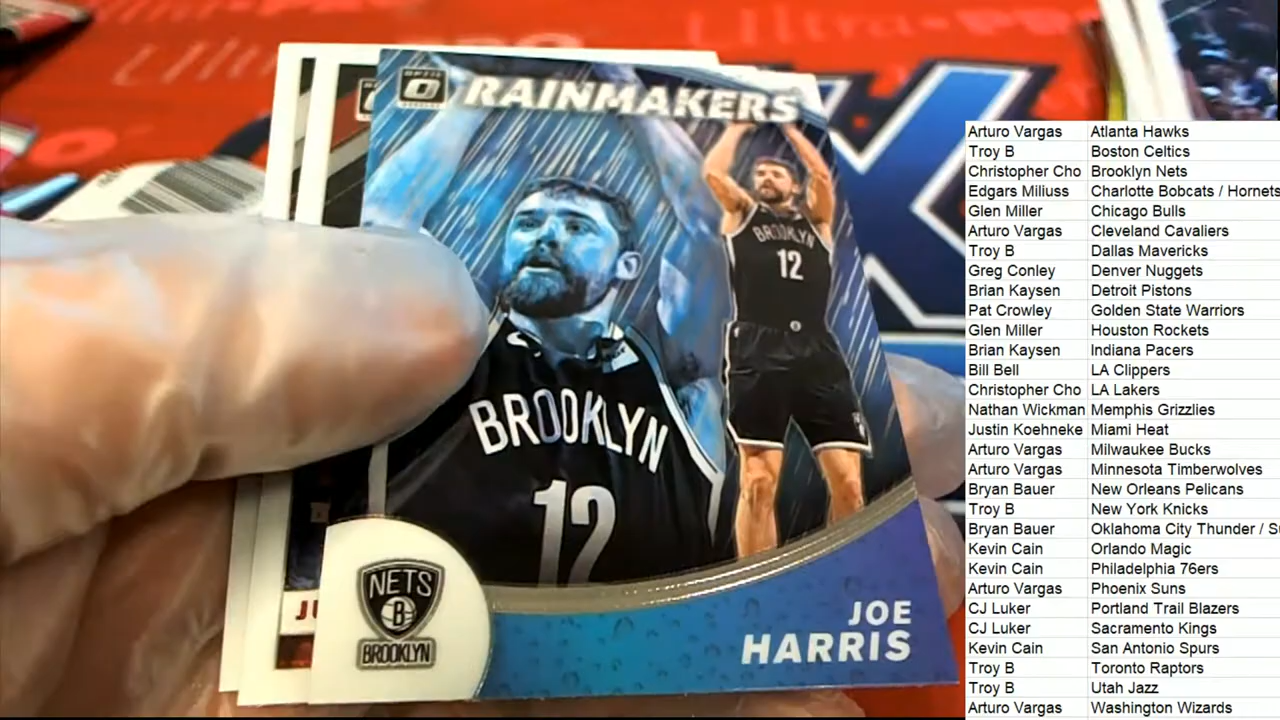 Ultra PRO
OPTIC
RAINMAKERS
BROOKLYN
12
BROOKLYN
12
NETS
B
BROOKLYN
JOE
HARRIS
JU
Arturo Vargas Atlanta Hawks
Troy B Boston Celtics
Christopher Cho Brooklyn Nets
Edgars Miliuss Charlotte Bobcats / Hornets
Glen Miller Chicago Bulls
Arturo Vargas Cleveland Cavaliers
Troy B Dallas Mavericks
Greg Conley Denver Nuggets
Brian Kaysen Detroit Pistons
Pat Crowley Golden State Warriors
Glen Miller Houston Rockets
Brian Kaysen Indiana Pacers
Bill Bell LA Clippers
Christopher Cho LA Lakers
Nathan Wickman Memphis Grizzlies
Justin Koehneke Miami Heat
Arturo Vargas Milwaukee Bucks
Arturo Vargas Minnesota Timberwolves
Bryan Bauer New Orleans Pelicans
Troy B New York Knicks
Bryan Bauer Oklahoma City Thunder / S
Kevin Cain Orlando Magic
Kevin Cain Philadelphia 76ers
Arturo Vargas Phoenix Suns
CJ Luker Portland Trail Blazers
CJ Luker Sacramento Kings
Kevin Cain San Antonio Spurs
Troy B Toronto Raptors
Troy B Utah Jazz
Arturo Vargas Washington Wizards